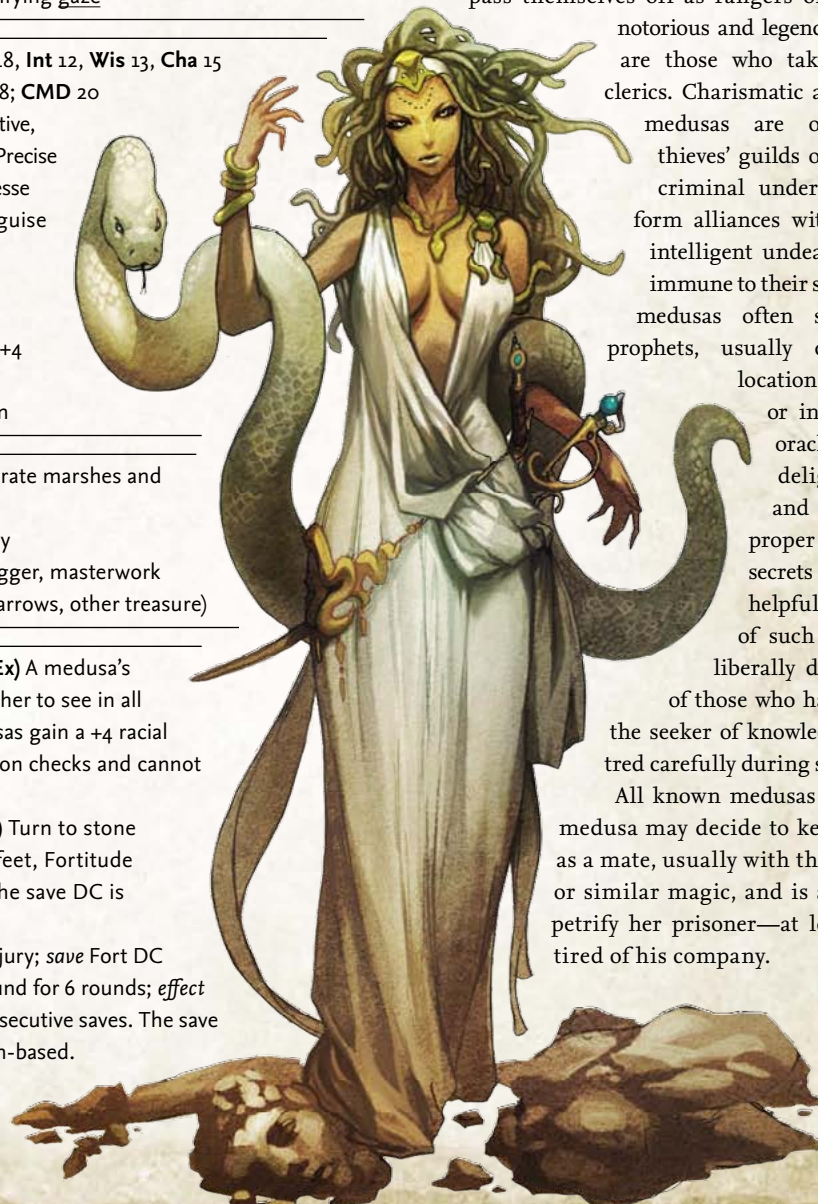 gaze
18, Int 12, Wis 13, Cha 15
8; CMD 20
Precise
+4
rate marshes and
gger, masterwork
arrows, other treasure)
Ex) A medusa's
her to see in all
sas gain a +4 racial
on checks and cannot
) Turn to stone
feet, Fortitude
he save DC is
jury; save Fort DC
und for 6 rounds; effect
secutive saves. The save
n-based.
pass themselves off as rangers or
notorious and legend
are those who tak
clerics. Charismatic a
medusas are o
thieves' guilds o
criminal under
form alliances wit
intelligent undea
immune to their s
medusas often s
prophets, usually c
location
or in
orac
delig
and
proper
secrets
helpful
of such
liberally d
of those who ha
the seeker of knowle
tred carefully during s
All known medusas
medusa may decide to ke
as a mate, usually with th
or similar magic, and is a
petrify her prisoner—at l
tired of his company.